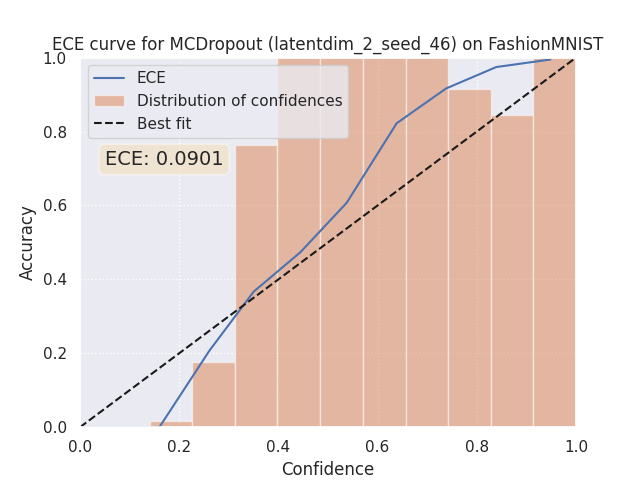 ECE curve for MCDropout (latentdim_2_seed_46) on FashionMNIST
1.0
0.8
0.6
0.4
0.2
0.0
Accuracy
ECE
Distribution of confidences
Best fit
ECE: 0.0901
0.0 0.2 0.4 0.6 0.8 1.0
Confidence